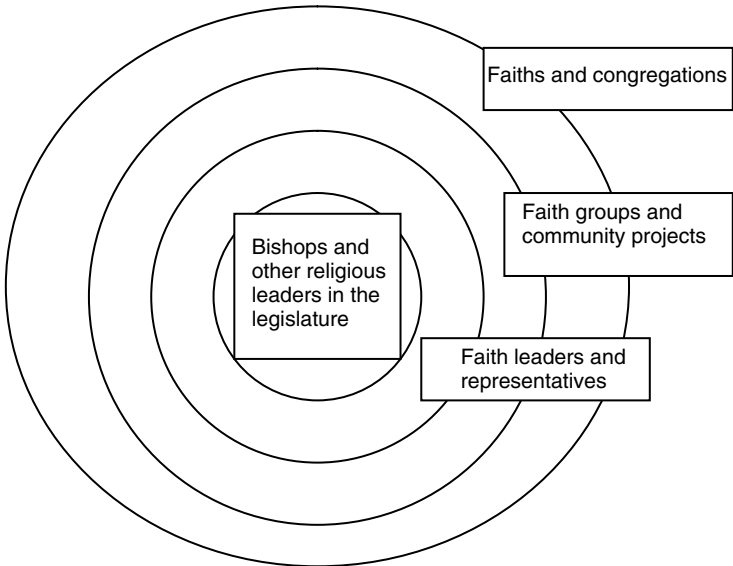 Faiths and congregations
Faith groups and
community projects
Bishops and
other religious
leaders in the
legislature
Faith leaders and
representatives